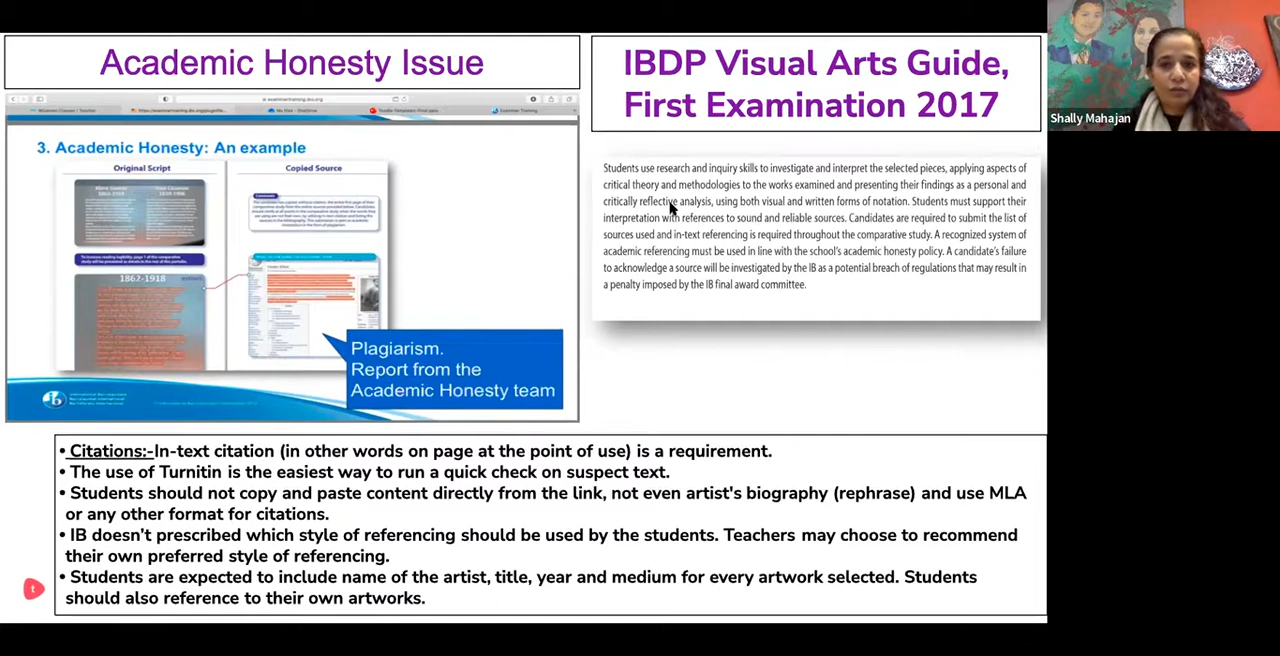 Academic Honesty Issue
IBDP Visual Arts Guide,
First Examination 2017
Shally Mahajan
3. Academic Honesty: An example
Original Script
Copied Source
1862-1918
Plagiarism.
Report from the
Academic Honesty team
Students use research and inquiry skills to investigate and interpret the selected pieces, applying aspects of
critical theory and methodologies to the works examined and presenting their findings as a personal and
critically reflective analysis, using both visual and written forms of notation. Students must support their
interpretation with references to sound and reliable sources. Candidates are required to submit the list of
sources used and in-text referencing is required throughout the comparative study. A recognized system of
academic referencing must be used in line with the school's academic honesty policy. A candidate's failure
to acknowledge a source will be investigated by the IB as a potential breach of regulations that may result in
a penalty imposed by the IB final award committee.
• Citations:-In-text citation (in other words on page at the point of use) is a requirement.
• The use of Turnitin is the easiest way to run a quick check on suspect text.
• Students should not copy and paste content directly from the link, not even artist's biography (rephrase) and use MLA
or any other format for citations.
• IB doesn't prescribed which style of referencing should be used by the students. Teachers may choose to recommend
their own preferred style of referencing.
• Students are expected to include name of the artist, title, year and medium for every artwork selected. Students
should also reference to their own artworks.
t